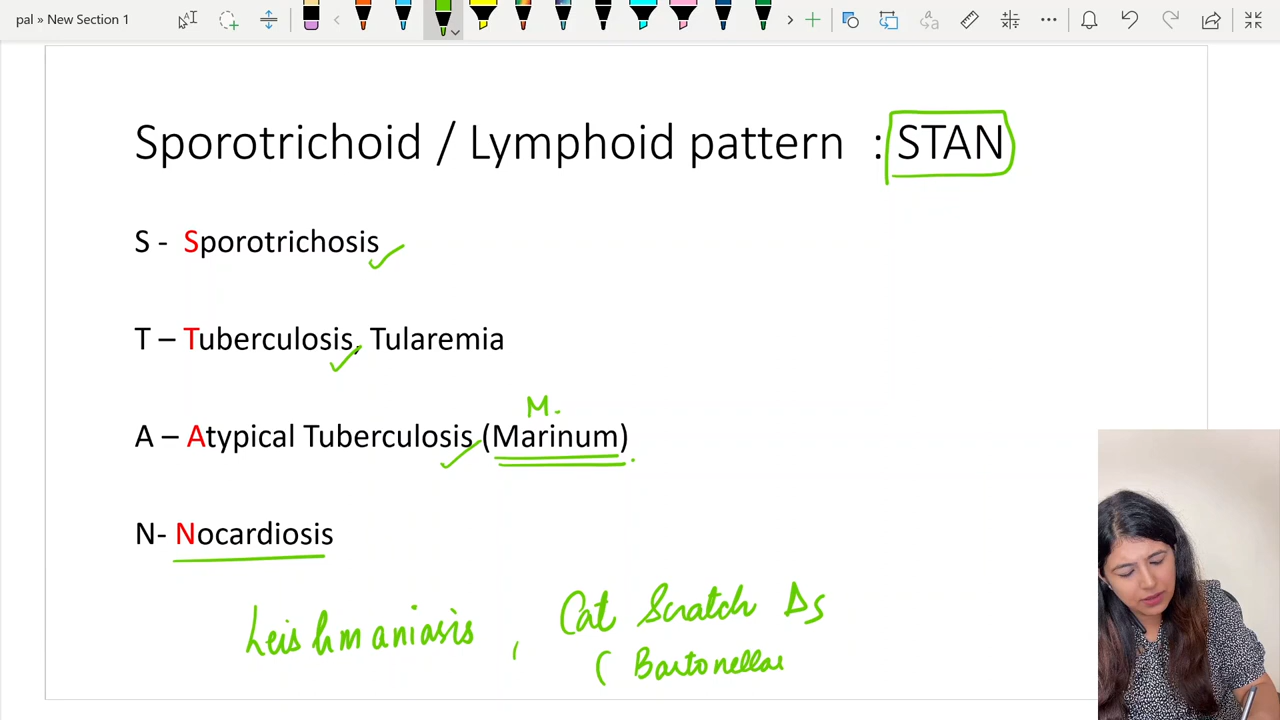 pal » New Section 1
Sporotrichoid / Lymphoid pattern : STAN
S - Sporotrichosis
T – Tuberculosis, Tularemia
M.
A – Atypical Tuberculosis (Marinum)
N- Nocardiosis
Leishmaniasis , Cat Scratch Ds
( Bartonellae